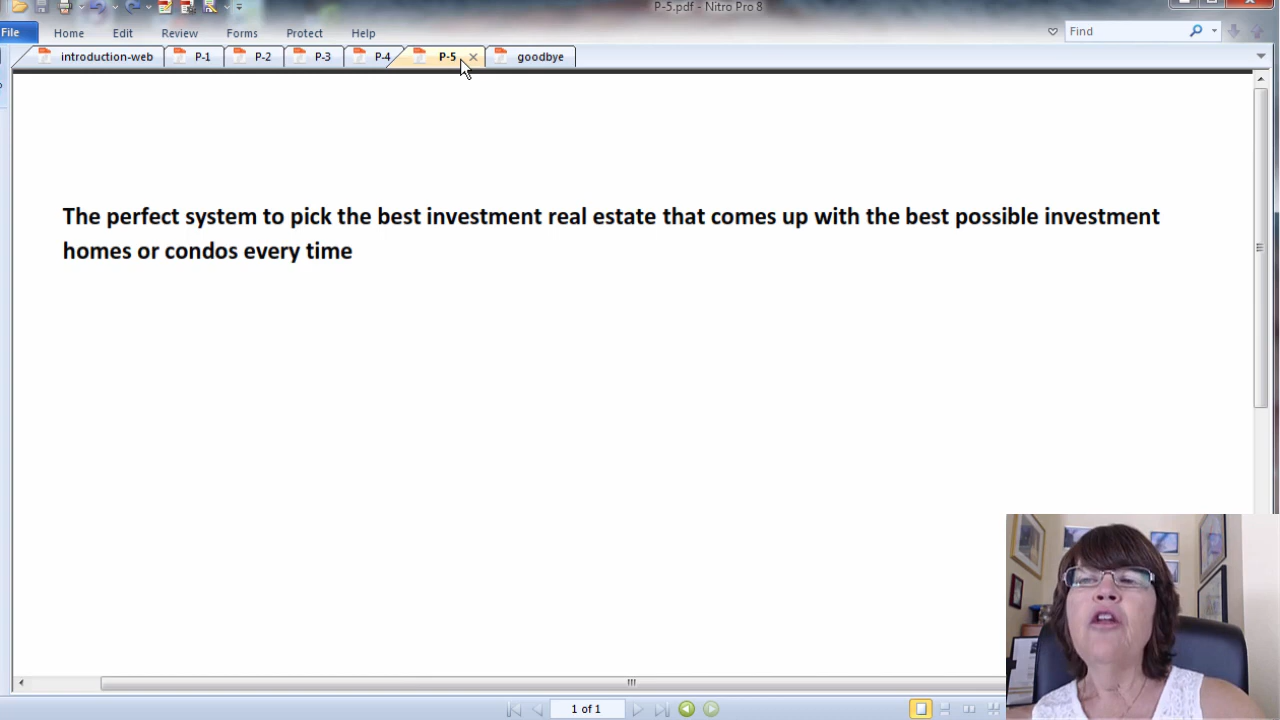 P-5.pdf - Nitro Pro 8
File Home Edit Review Forms Protect Help Find
introduction-web P-1 P-2 P-3 P-4 P-5 goodbye
The perfect system to pick the best investment real estate that comes up with the best possible investment
homes or condos every time
1 of 1